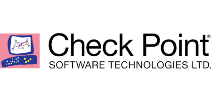 Check Point
SOFTWARE TECHNOLOGIES LTD.